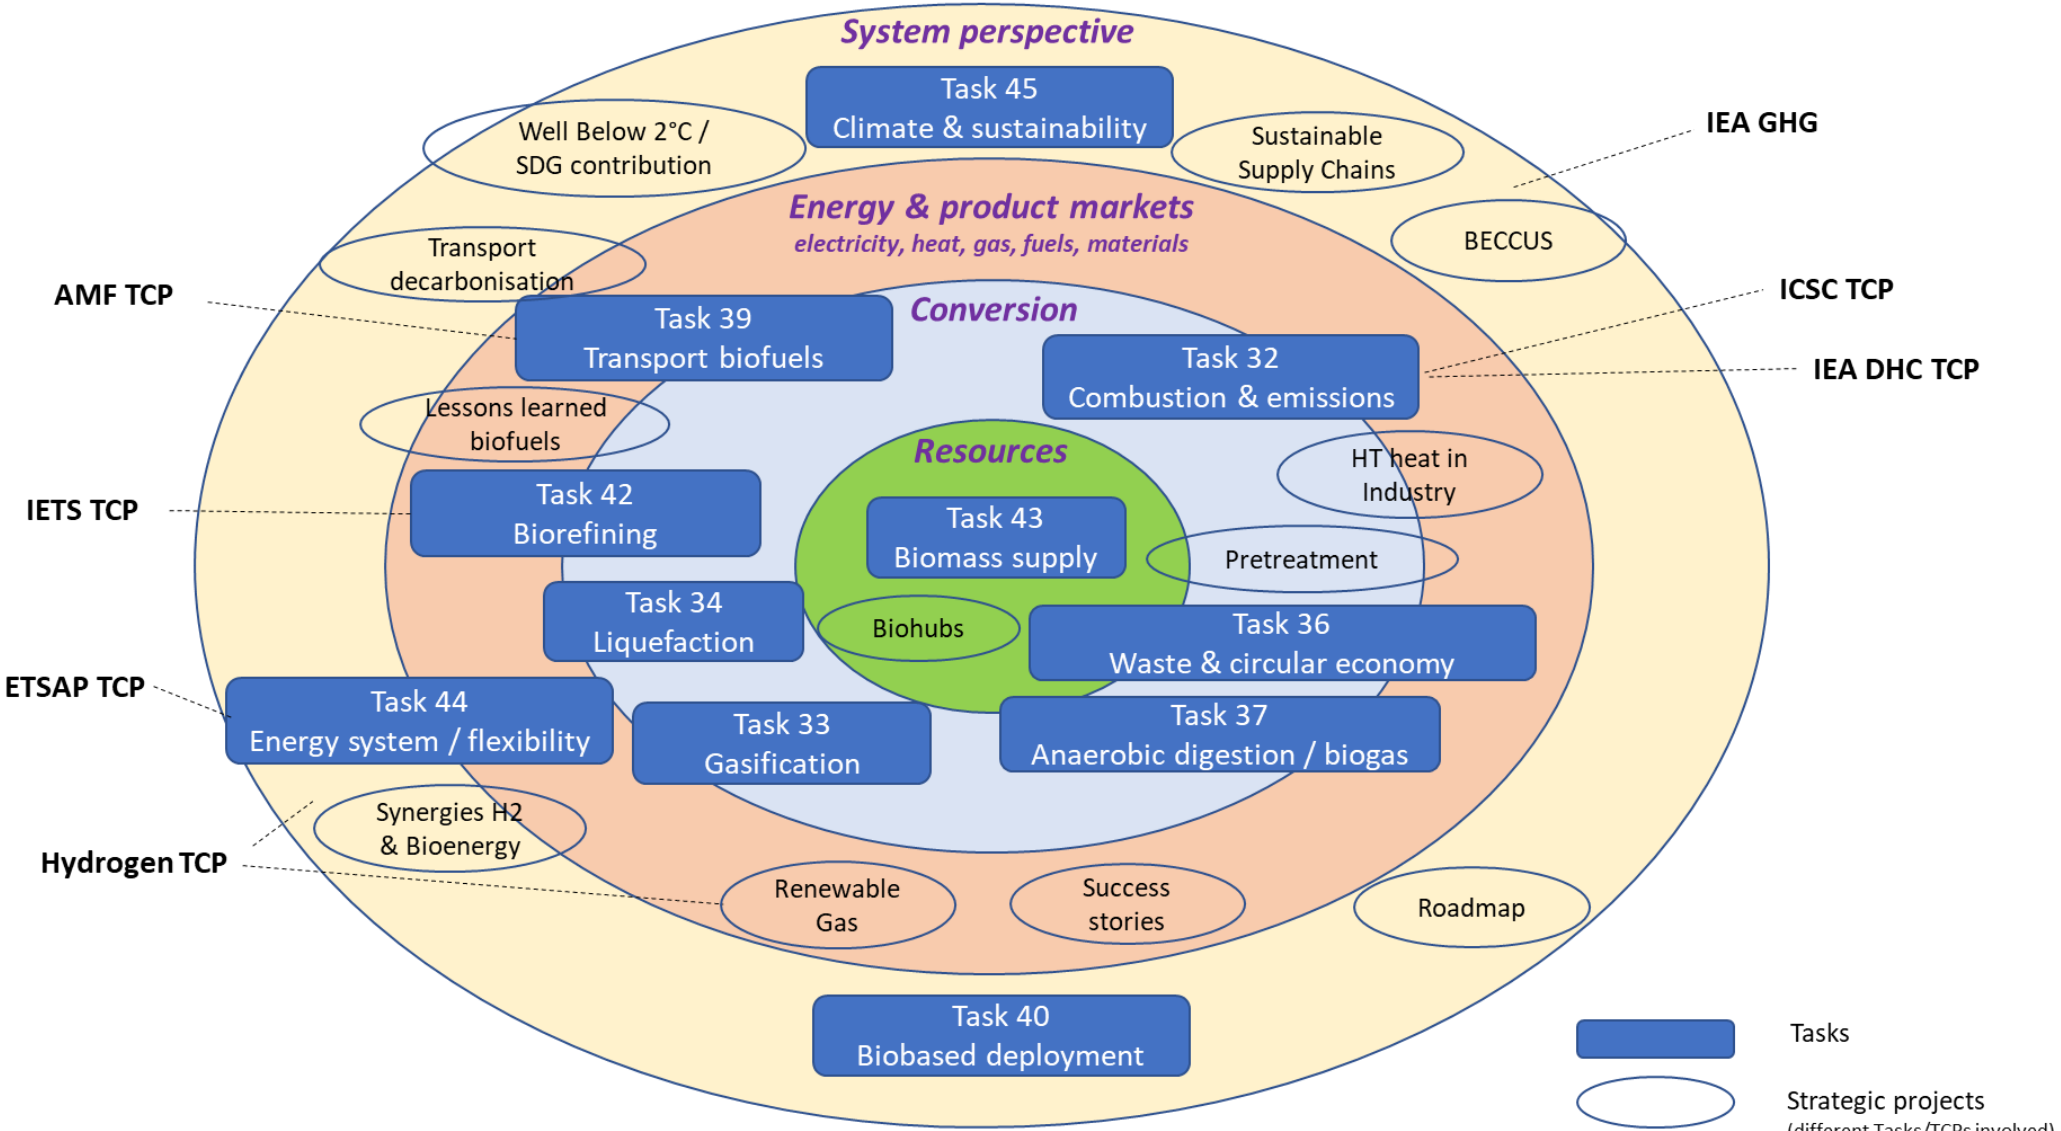 System perspective
Task 45
Climate & sustainability
Well Below 2°C /
SDG contribution
Sustainable
Supply Chains
IEA GHG
Energy & product markets
electricity, heat, gas, fuels, materials
BECCUS
Transport
decarbonisation
AMF TCP
ICSC TCP
Conversion
Task 39
Transport biofuels
Task 32
Combustion & emissions
IEA DHC TCP
Lessons learned
biofuels
Resources
HT heat in
Industry
IETS TCP
Task 42
Biorefining
Task 43
Biomass supply
Pretreatment
Task 34
Liquefaction
Biohubs
Task 36
Waste & circular economy
ETSAP TCP
Task 44
Energy system / flexibility
Task 33
Gasification
Task 37
Anaerobic digestion / biogas
Synergies H2
& Bioenergy
Hydrogen TCP
Renewable
Gas
Success
stories
Roadmap
Task 40
Biobased deployment
Tasks
Strategic projects
(different Tasks/TCPs involved)